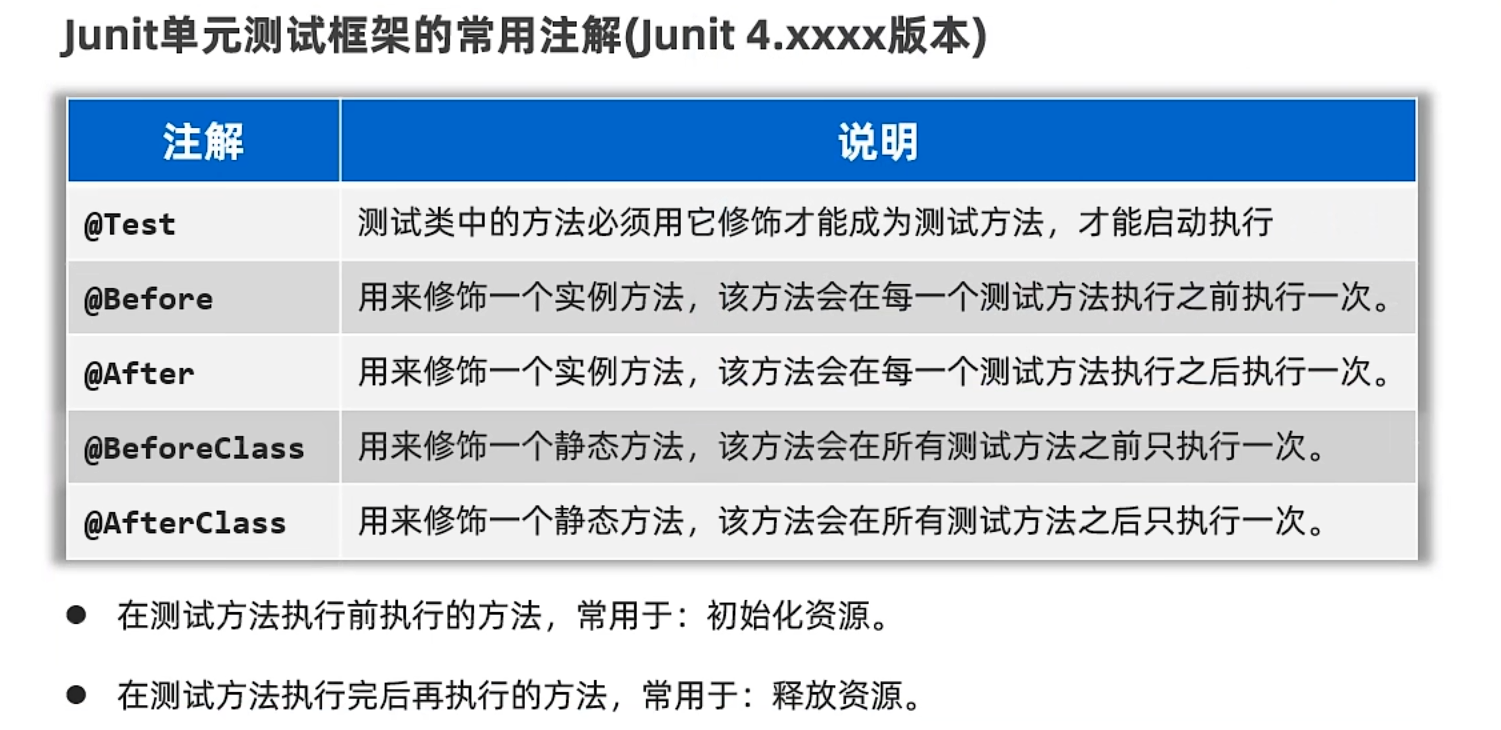 Junit单元测试框架的常用注解(Junit 4.xxxx版本)
注解 说明
@Test 测试类中的方法必须用它修饰才能成为测试方法，才能启动执行
@Before 用来修饰一个实例方法，该方法会在每一个测试方法执行之前执行一次。
@After 用来修饰一个实例方法，该方法会在每一个测试方法执行之后执行一次。
@BeforeClass 用来修饰一个静态方法，该方法会在所有测试方法之前只执行一次。
@AfterClass 用来修饰一个静态方法，该方法会在所有测试方法之后只执行一次。
● 在测试方法执行前执行的方法，常用于：初始化资源。
● 在测试方法执行完后再执行的方法，常用于：释放资源。